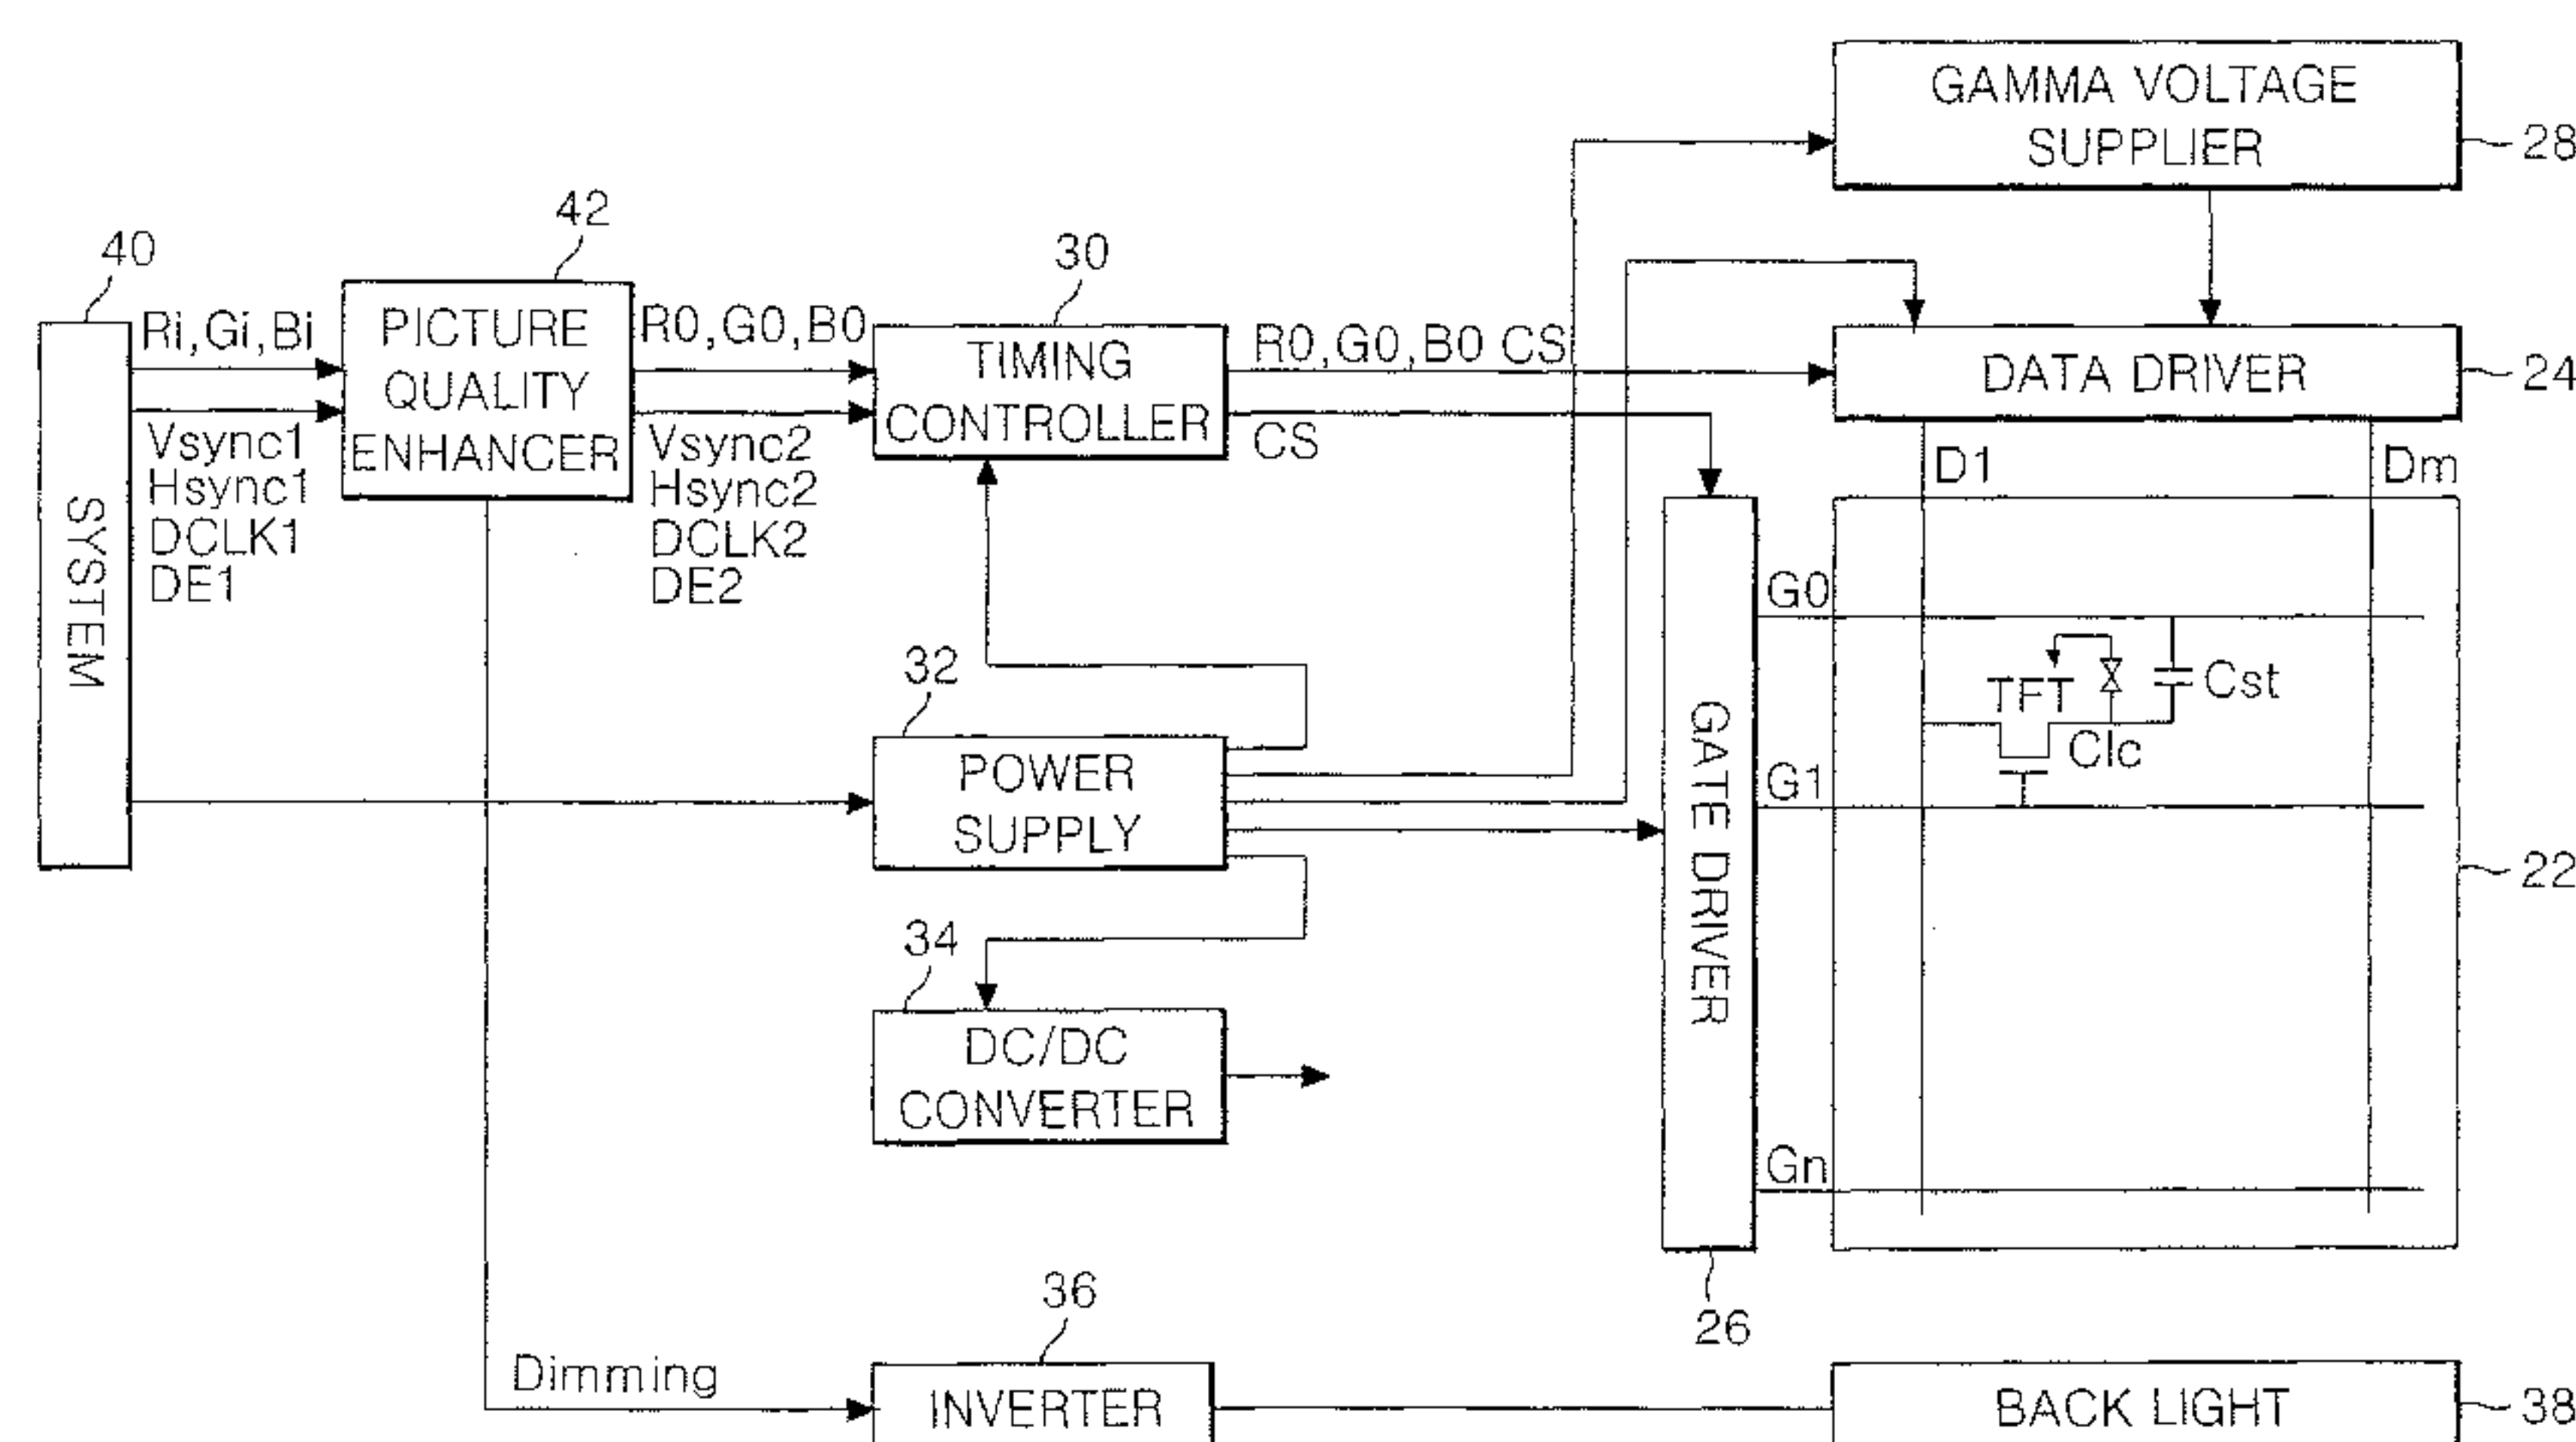 GAMMA VOLTAGE
SUPPLIER
28
42
40
30
Ri,Gi,Bi
PICTURE
QUALITY
ENHANCER
R0,G0,B0
TIMING
CONTROLLER
R0,G0,B0 CS
DATA DRIVER
24
Vsync1
Hsync1
DCLK1
DE1
Vsync2
Hsync2
DCLK2
DE2
CS
D1
Dm
SYSTEM
G0
32
TFT
Cst
Clc
POWER
SUPPLY
GATE DRIVER
G1
22
34
DC/DC
CONVERTER
Gn
36
26
Dimming
INVERTER
BACK LIGHT
38